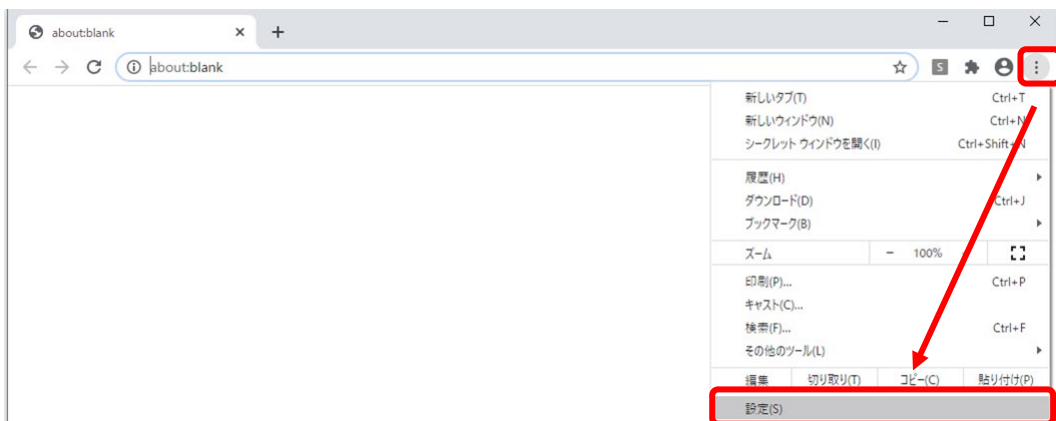 about:blank
about:blank
S
新しいタブ(T) Ctrl+T
新しいウィンドウ(N) Ctrl+N
シークレット ウィンドウを開く(I) Ctrl+Shift+N
履歴(H)
ダウンロード(D) Ctrl+J
ブックマーク(B)
ズーム － 100%
印刷(P)... Ctrl+P
キャスト(C)...
検索(F)... Ctrl+F
その他のツール(L)
編集 切り取り(T) コピー(C) 貼り付け(P)
設定(S)